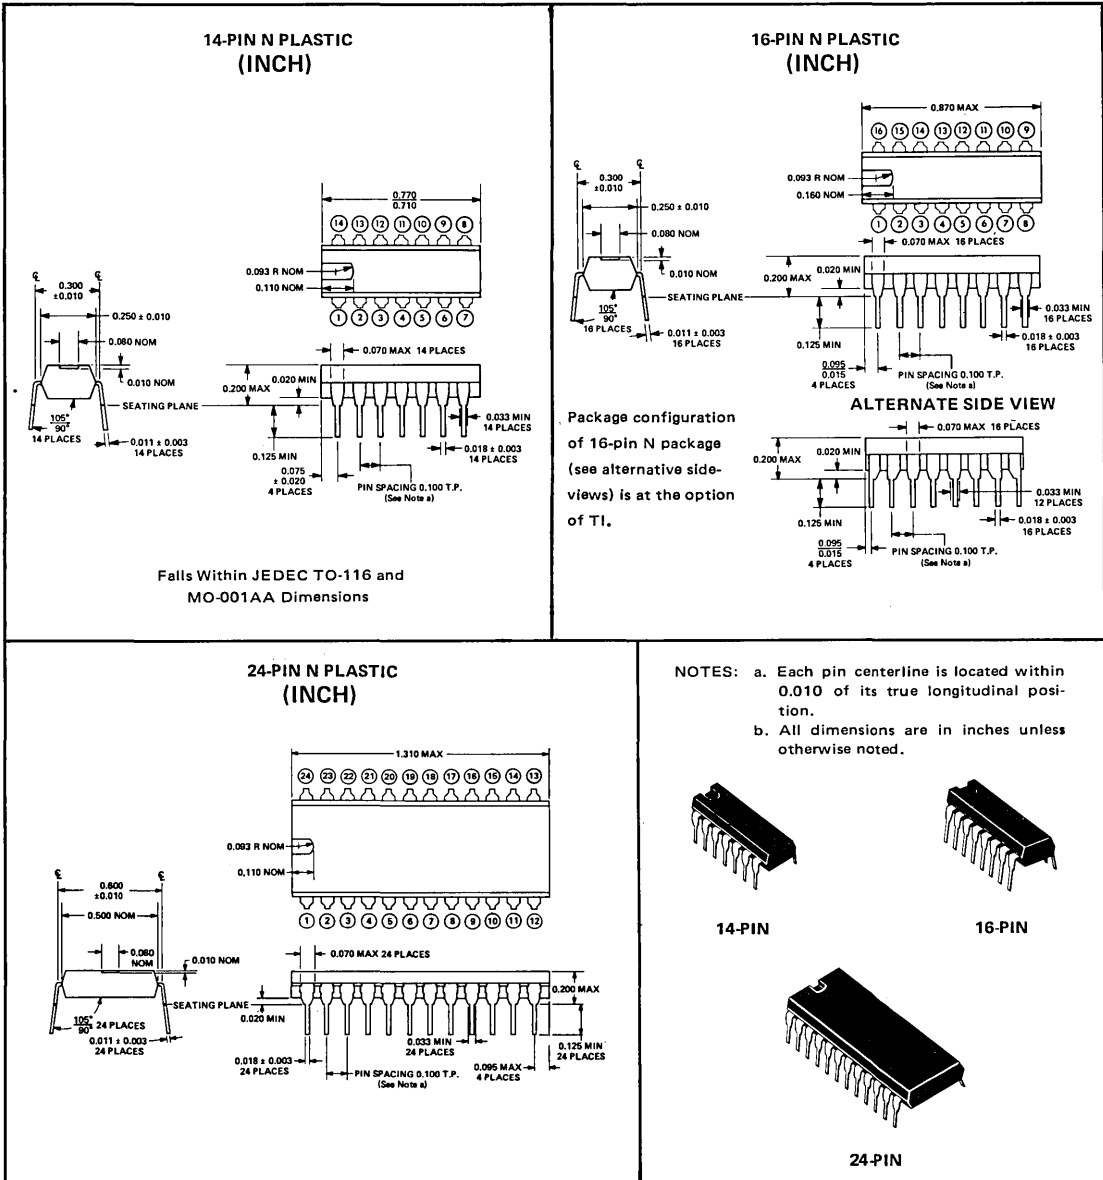 14-PIN N PLASTIC
(INCH)
0.770
0.710
14 13 12 11 10 9 8
0.093 R NOM
0.110 NOM
1 2 3 4 5 6 7
℄ ℄
0.300
±0.010
0.250 ± 0.010
0.080 NOM
0.010 NOM
0.070 MAX 14 PLACES
0.020 MIN
0.200 MAX
SEATING PLANE
105°
90°
14 PLACES
0.011 ± 0.003
14 PLACES
0.125 MIN
0.033 MIN
14 PLACES
0.018 ± 0.003
14 PLACES
0.075
± 0.020
4 PLACES
PIN SPACING 0.100 T.P.
(See Note a)
Falls Within JEDEC TO-116 and
MO-001AA Dimensions
16-PIN N PLASTIC
(INCH)
0.870 MAX
16 15 14 13 12 11 10 9
0.093 R NOM
0.160 NOM
1 2 3 4 5 6 7 8
℄ ℄
0.300
±0.010
0.250 ± 0.010
0.080 NOM
0.010 NOM
0.070 MAX 16 PLACES
0.020 MIN
0.200 MAX
SEATING PLANE
105°
90°
16 PLACES
0.011 ± 0.003
16 PLACES
0.125 MIN
0.033 MIN
16 PLACES
0.018 ± 0.003
16 PLACES
0.095
0.015
4 PLACES
PIN SPACING 0.100 T.P.
(See Note a)
ALTERNATE SIDE VIEW
0.070 MAX 16 PLACES
0.020 MIN
0.200 MAX
0.125 MIN
0.033 MIN
12 PLACES
0.018 ± 0.003
16 PLACES
0.095
0.015
4 PLACES
PIN SPACING 0.100 T.P.
(See Note a)
Package configuration
of 16-pin N package
(see alternative side-
views) is at the option
of TI.
24-PIN N PLASTIC
(INCH)
1.310 MAX
24 23 22 21 20 19 18 17 16 15 14 13
0.093 R NOM
0.110 NOM
1 2 3 4 5 6 7 8 9 10 11 12
℄ ℄
0.600
±0.010
0.500 NOM
0.080
NOM
0.010 NOM
0.070 MAX 24 PLACES
0.200 MAX
SEATING PLANE
0.020 MIN
105°
90°
24 PLACES
0.011 ± 0.003
24 PLACES
0.033 MIN
24 PLACES
0.125 MIN
24 PLACES
0.018 ± 0.003
24 PLACES
0.095 MAX
4 PLACES
PIN SPACING 0.100 T.P.
(See Note a)
NOTES: a. Each pin centerline is located within
0.010 of its true longitudinal posi-
tion.
b. All dimensions are in inches unless
otherwise noted.
14-PIN
16-PIN
24-PIN